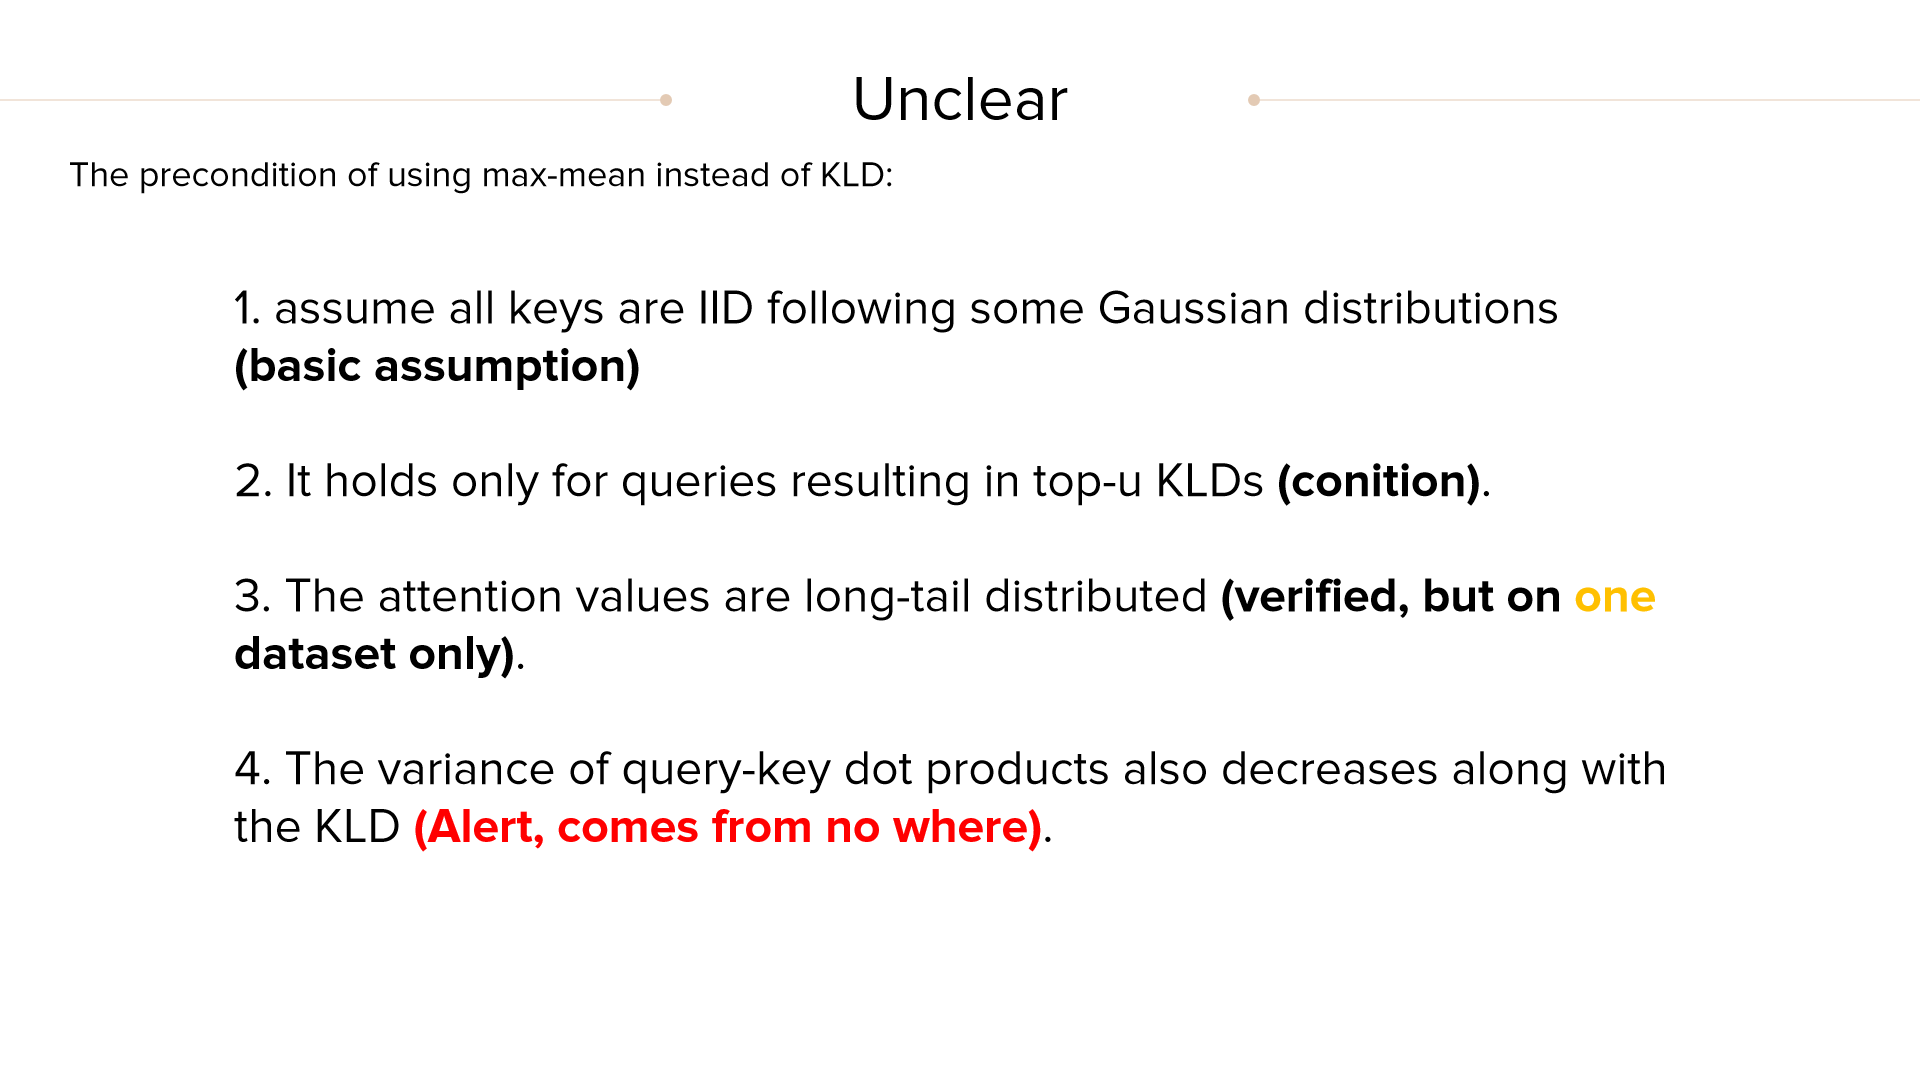 Unclear
The precondition of using max-mean instead of KLD:
1. assume all keys are IID following some Gaussian distributions
(basic assumption)
2. It holds only for queries resulting in top-u KLDs (conition).
3. The attention values are long-tail distributed (verified, but on one
dataset only).
4. The variance of query-key dot products also decreases along with
the KLD (Alert, comes from no where).